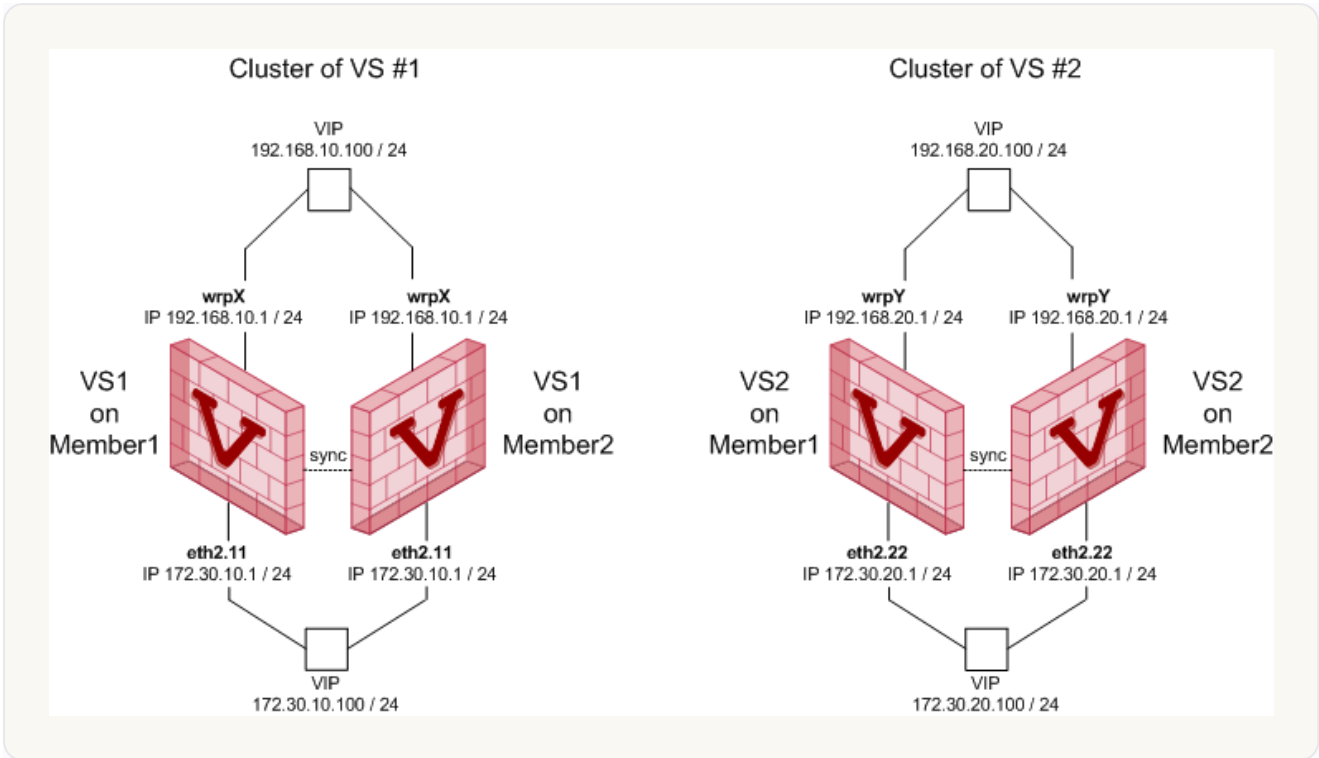 Cluster of VS #1
VIP
192.168.10.100 / 24
wrpX
IP 192.168.10.1 / 24
wrpX
IP 192.168.10.1 / 24
VS1
on
Member1
sync
VS1
on
Member2
eth2.11
IP 172.30.10.1 / 24
eth2.11
IP 172.30.10.1 / 24
VIP
172.30.10.100 / 24
Cluster of VS #2
VIP
192.168.20.100 / 24
wrpY
IP 192.168.20.1 / 24
wrpY
IP 192.168.20.1 / 24
VS2
on
Member1
sync
VS2
on
Member2
eth2.22
IP 172.30.20.1 / 24
eth2.22
IP 172.30.20.1 / 24
VIP
172.30.20.100 / 24